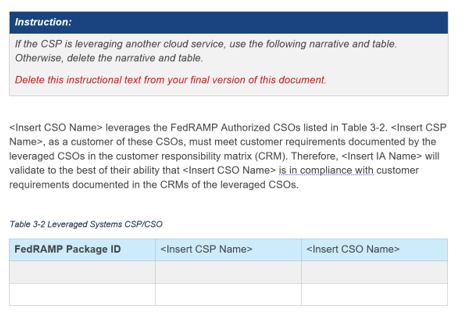 Instruction:
If the CSP is leveraging another cloud service, use the following narrative and table.
Otherwise, delete the narrative and table.
Delete this instructional text from your final version of this document.
<Insert CSO Name> leverages the FedRAMP Authorized CSOs listed in Table 3-2. <Insert CSP
Name>, as a customer of these CSOs, must meet customer requirements documented by the
leveraged CSOs in the customer responsibility matrix (CRM). Therefore, <Insert IA Name> will
validate to the best of their ability that <Insert CSO Name> is in compliance with customer
requirements documented in the CRMs of the leveraged CSOs.
Table 3-2 Leveraged Systems CSP/CSO
FedRAMP Package ID <Insert CSP Name> <Insert CSO Name>